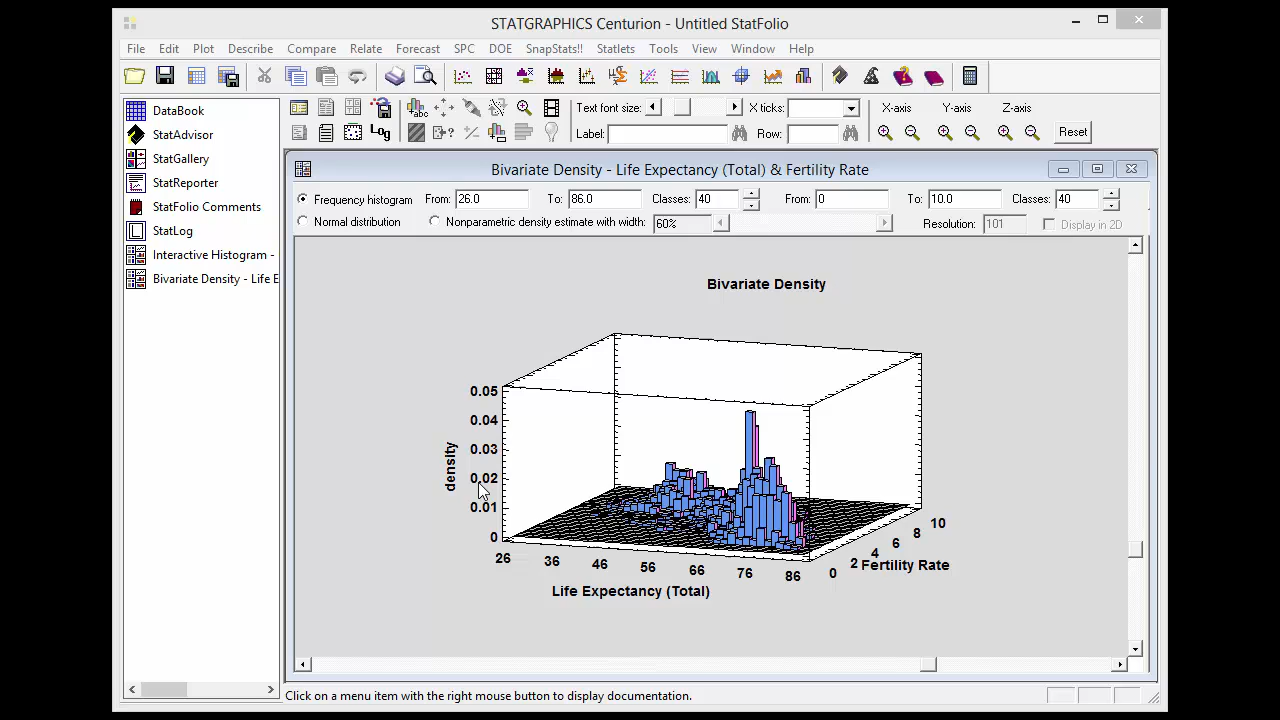 STATGRAPHICS Centurion - Untitled StatFolio
File Edit Plot Describe Compare Relate Forecast SPC DOE SnapStats!! Statlets Tools View Window Help
DataBook
StatAdvisor
StatGallery
StatReporter
StatFolio Comments
StatLog
Interactive Histogram -
Bivariate Density - Life E
Text font size: X ticks: X-axis Y-axis Z-axis
Log Label: Row: Reset
Bivariate Density - Life Expectancy (Total) & Fertility Rate
Frequency histogram From: 26.0 To: 86.0 Classes: 40 From: 0 To: 10.0 Classes: 40
Normal distribution Nonparametric density estimate with width: 60% Resolution: 101 Display in 2D
Bivariate Density
density
0.05
0.04
0.03
0.02
0.01
0
26 36 46 56 66 76 86
Life Expectancy (Total)
0 2 4 6 8 10
Fertility Rate
Click on a menu item with the right mouse button to display documentation.